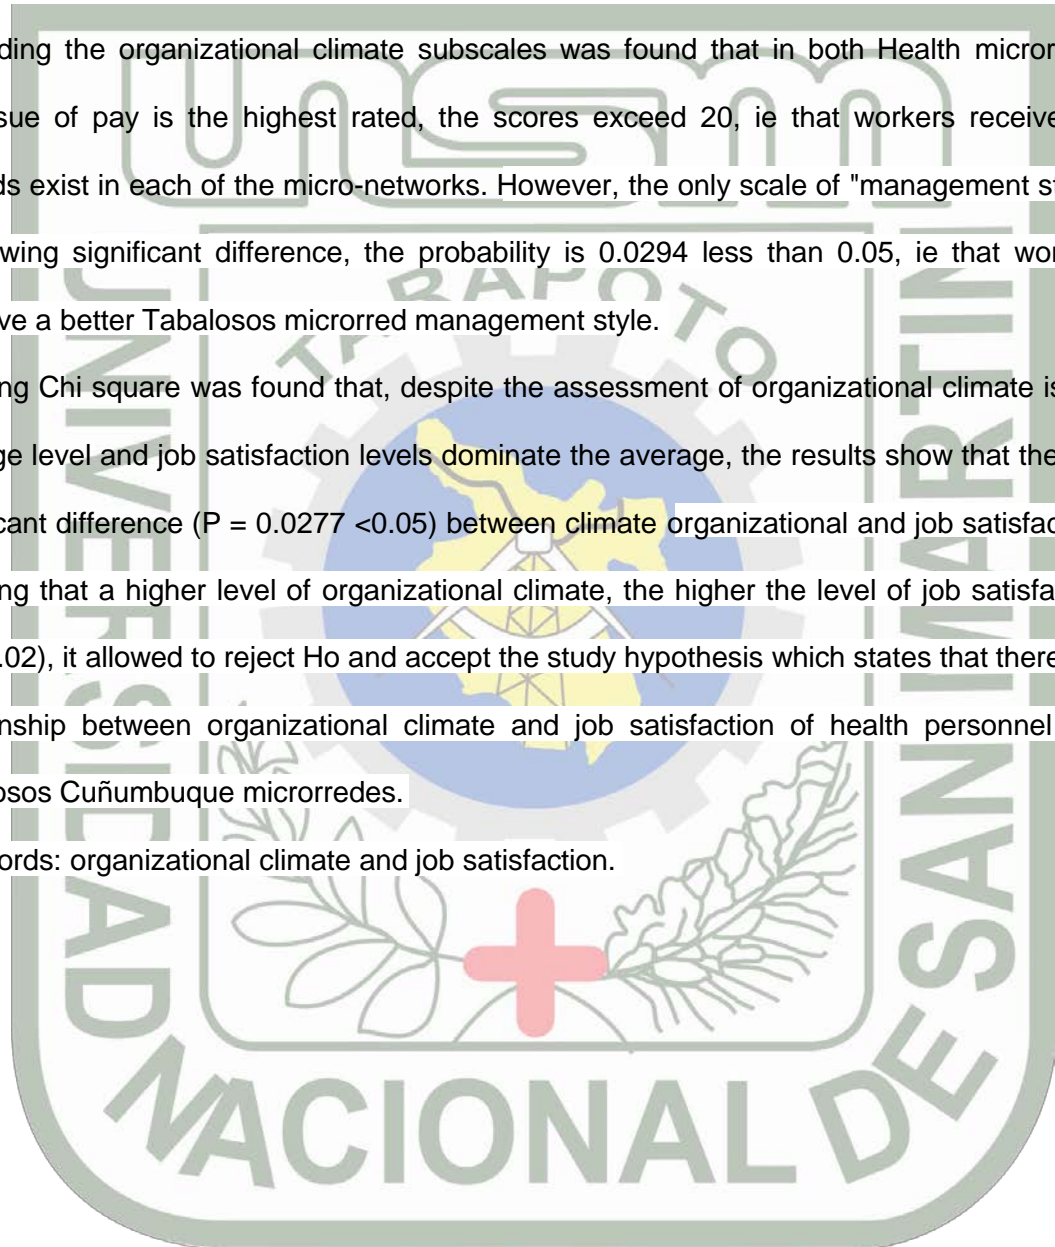 ding the organizational climate subscales was found that in both Health micror
sue of pay is the highest rated, the scores exceed 20, ie that workers receive
ds exist in each of the micro-networks. However, the only scale of "management st
wing significant difference, the probability is 0.0294 less than 0.05, ie that wor
ve a better Tabalosos microrred management style.
ng Chi square was found that, despite the assessment of organizational climate is
ge level and job satisfaction levels dominate the average, the results show that the
cant difference (P = 0.0277 <0.05) between climate organizational and job satisfac
ng that a higher level of organizational climate, the higher the level of job satisfa
.02), it allowed to reject Ho and accept the study hypothesis which states that there
nship between organizational climate and job satisfaction of health personnel
osos Cuñumbuque microrredes.
ords: organizational climate and job satisfaction.
unsm
TARAPOTO
UNIVERSIDAD NACIONAL DE SAN MARTIN